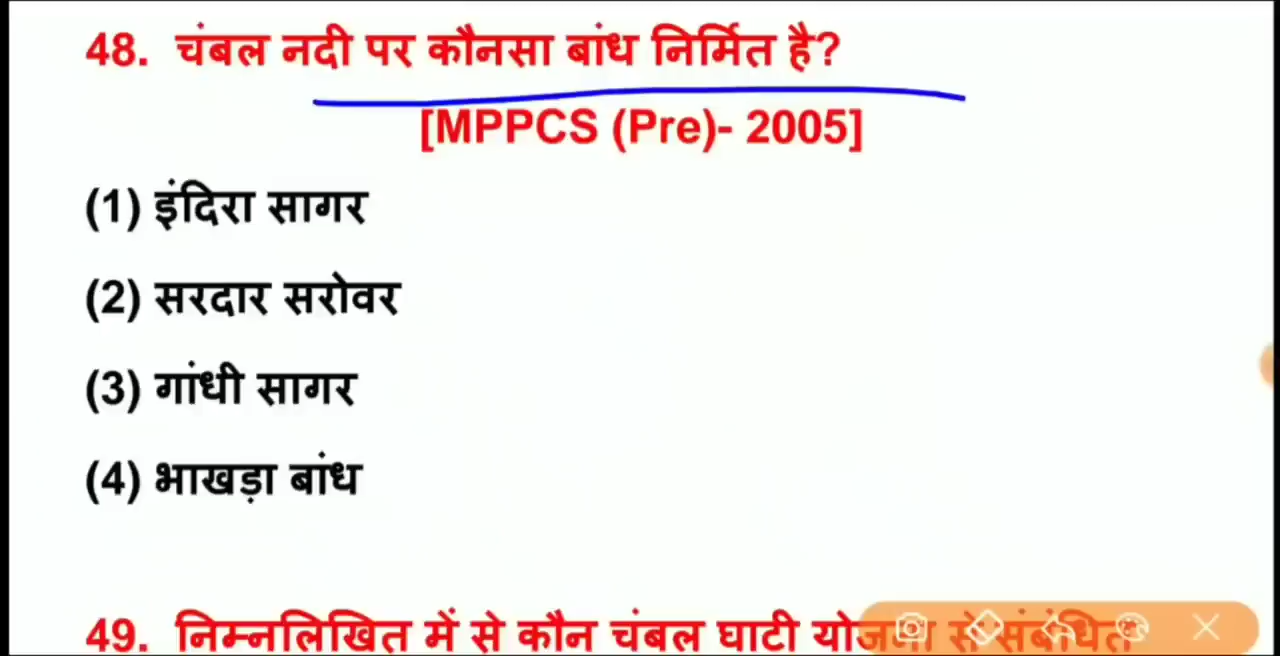 48. चंबल नदी पर कौनसा बांध निर्मित है?
[MPPCS (Pre)- 2005]
(1) इंदिरा सागर
(2) सरदार सरोवर
(3) गांधी सागर
(4) भाखड़ा बांध
49. निम्नलिखित में से कौन चंबल घाटी योजना से संबंधित